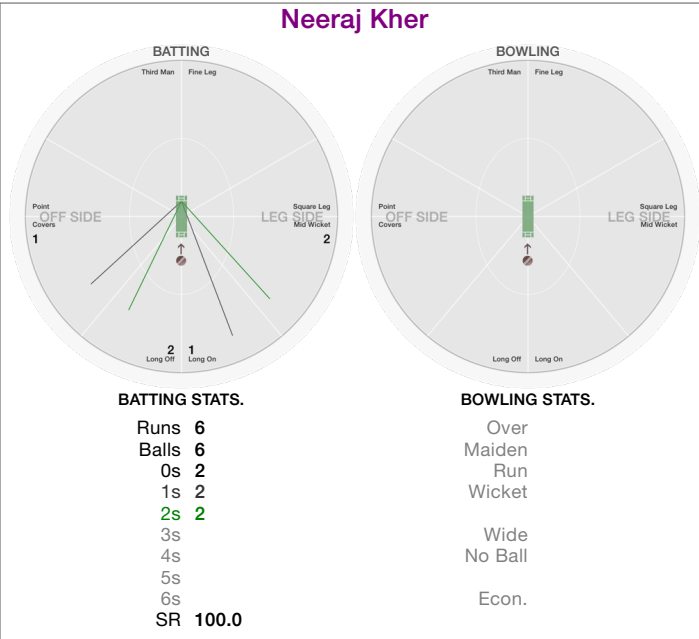 Neeraj Kher
BATTING
Third Man Fine Leg
Point
OFF SIDE
Covers
1
Square Leg
LEG SIDE
Mid Wicket
2
2 1
Long Off Long On
BATTING STATS.
Runs 6
Balls 6
0s 2
1s 2
2s 2
3s
4s
5s
6s
SR 100.0
BOWLING
Third Man Fine Leg
Point
OFF SIDE
Covers
Square Leg
LEG SIDE
Mid Wicket
Long Off Long On
BOWLING STATS.
Over
Maiden
Run
Wicket
Wide
No Ball
Econ.